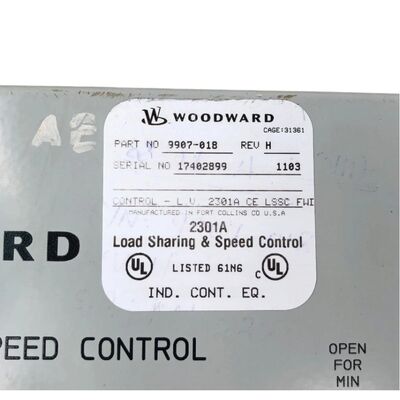 AE
WOODWARD
CAGE:31361
PART NO 9907-018 REV H
SERIAL NO 17402899 1103
CONTROL - L.V. 2301A CE LSSC FWI
MANUFACTURED IN FORT COLLINS CO U.S.A
2301A
Load Sharing & Speed Control
UL LISTED 61N6 C UL
IND. CONT. EQ.
RD
PEED CONTROL
OPEN
FOR
MIN